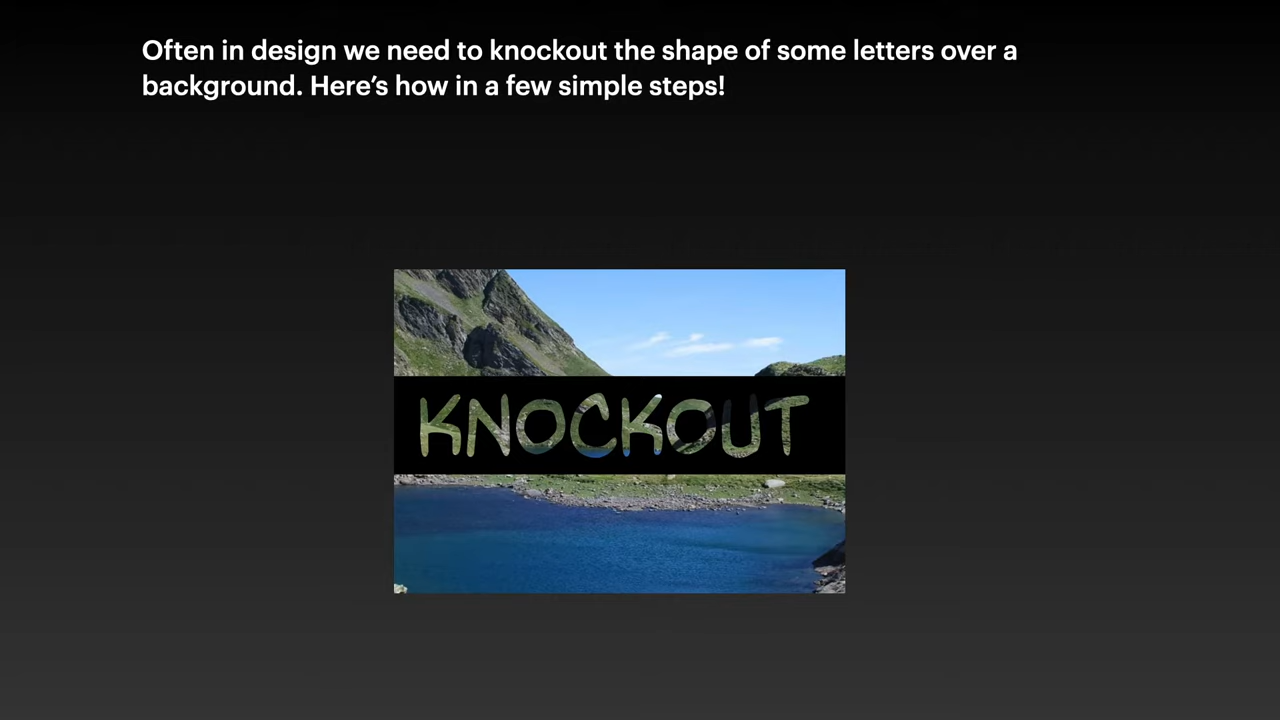 Often in design we need to knockout the shape of some letters over a
background. Here’s how in a few simple steps!
KNOCKOUT